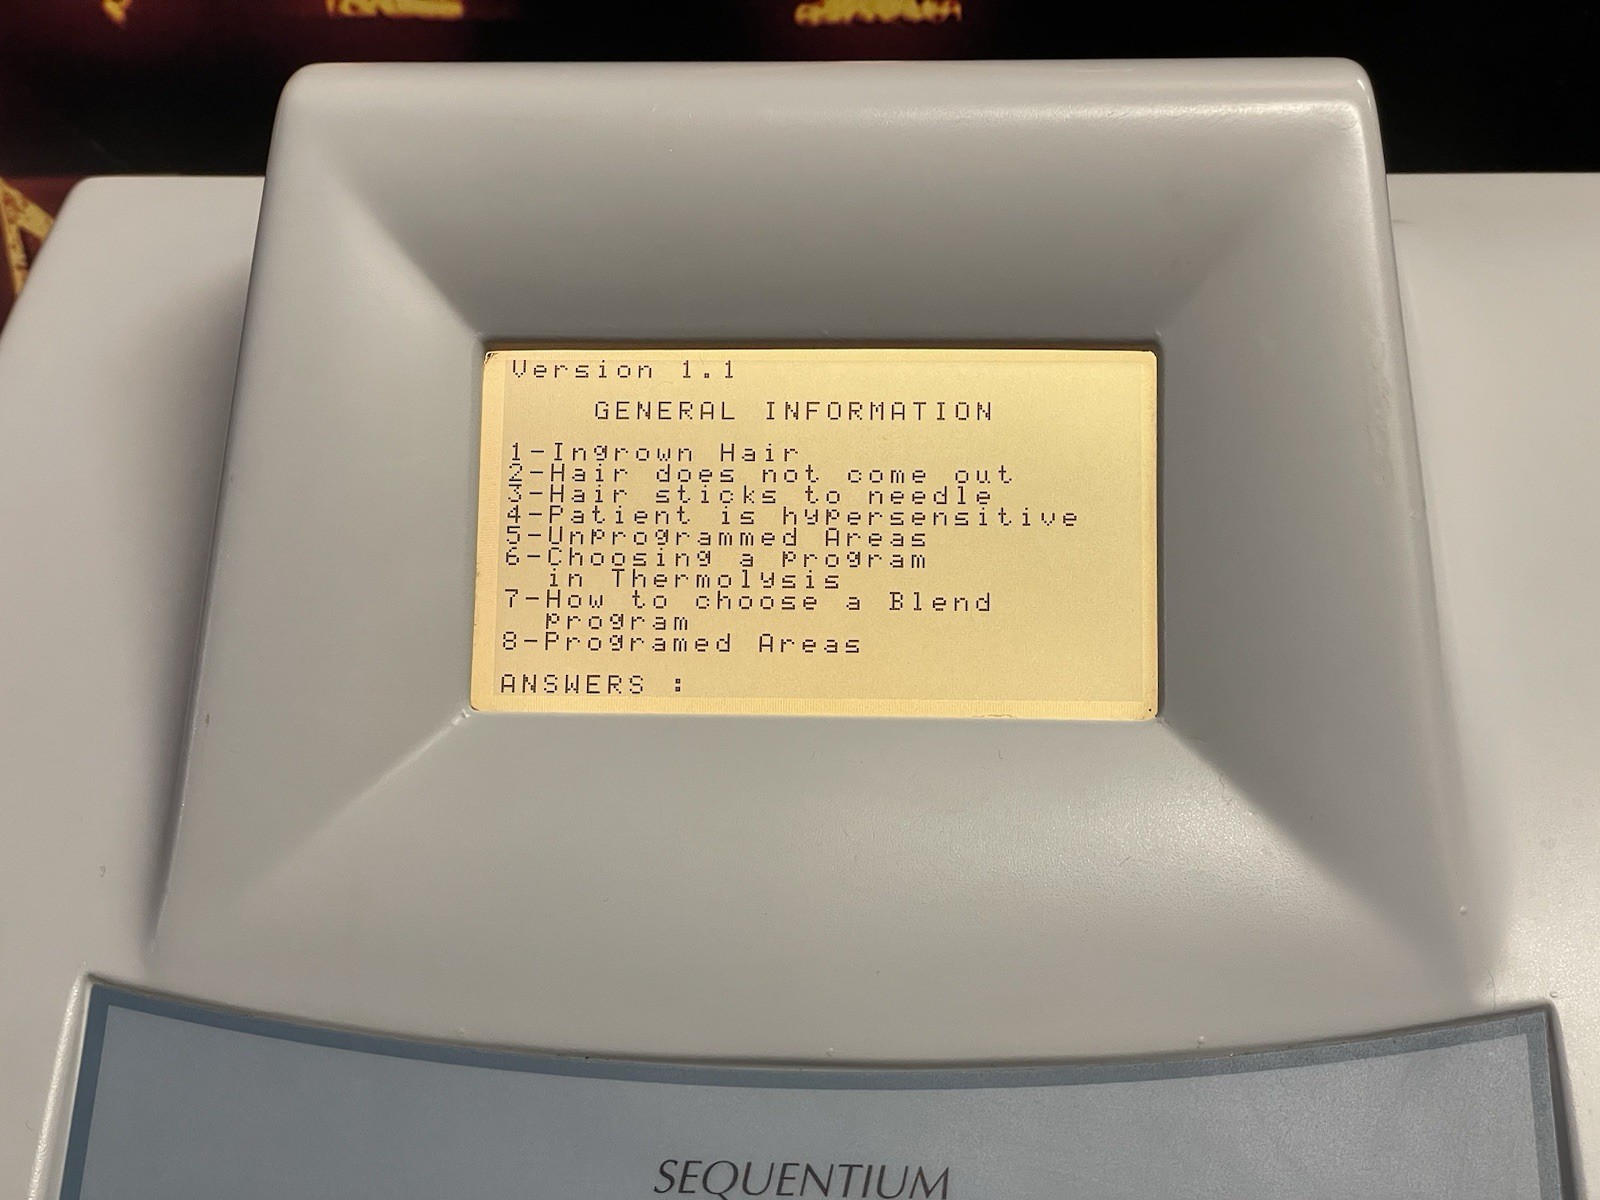 Version 1.1
GENERAL INFORMATION
1-Ingrown Hair
2-Hair does not come out
3-Hair sticks to needle
4-Patient is hypersensitive
5-Unprogrammed Areas
6-Choosing a program
in Thermolysis
7-How to choose a Blend
program
8-Programed Areas
ANSWERS :
SEQUENTIUM